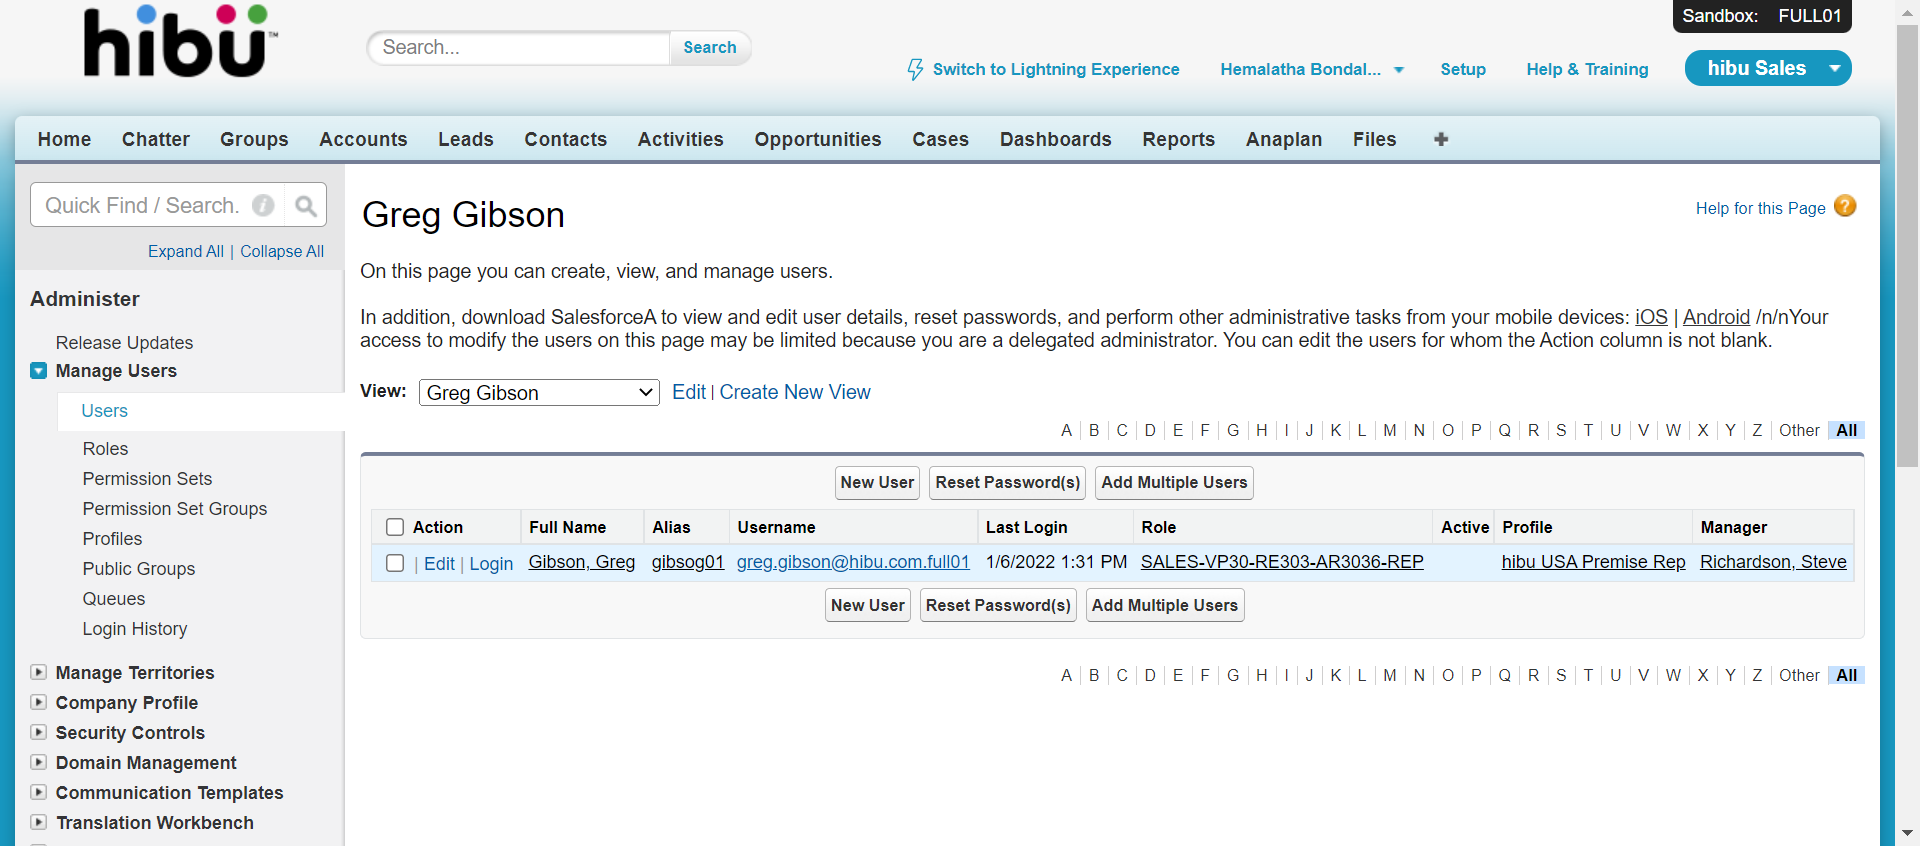 hibü™
Search...
Search
Sandbox: FULL01
Switch to Lightning Experience
Hemalatha Bondal...
Setup
Help & Training
hibu Sales
Home Chatter Groups Accounts Leads Contacts Activities Opportunities Cases Dashboards Reports Anaplan Files
Quick Find / Search.
Expand All | Collapse All
Administer
Release Updates
Manage Users
Users
Roles
Permission Sets
Permission Set Groups
Profiles
Public Groups
Queues
Login History
Manage Territories
Company Profile
Security Controls
Domain Management
Communication Templates
Translation Workbench
Greg Gibson
Help for this Page
On this page you can create, view, and manage users.
In addition, download SalesforceA to view and edit user details, reset passwords, and perform other administrative tasks from your mobile devices: iOS | Android /n/nYour
access to modify the users on this page may be limited because you are a delegated administrator. You can edit the users for whom the Action column is not blank.
View: Greg Gibson Edit | Create New View
A B C D E F G H I J K L M N O P Q R S T U V W X Y Z Other All
New User Reset Password(s) Add Multiple Users
Action Full Name Alias Username Last Login Role Active Profile Manager
| Edit | Login Gibson, Greg gibsog01 greg.gibson@hibu.com.full01 1/6/2022 1:31 PM SALES-VP30-RE303-AR3036-REP hibu USA Premise Rep Richardson, Steve
New User Reset Password(s) Add Multiple Users
A B C D E F G H I J K L M N O P Q R S T U V W X Y Z Other All